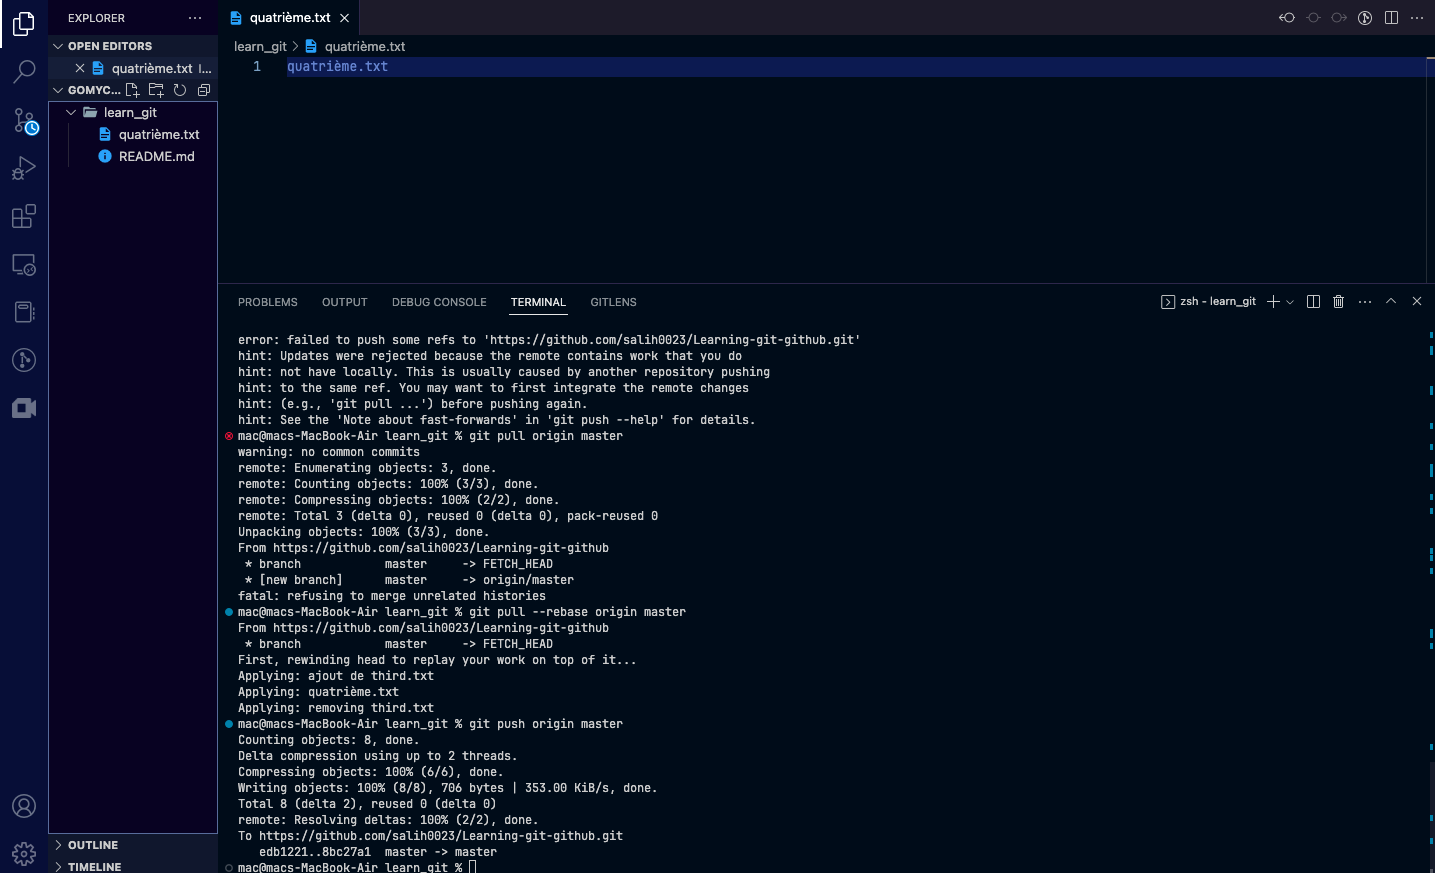 EXPLORER
OPEN EDITORS
quatrième.txt l...
GOMYC...
learn_git
quatrième.txt
README.md
OUTLINE
TIMELINE
quatrième.txt
learn_git > quatrième.txt
1 quatrième.txt
PROBLEMS OUTPUT DEBUG CONSOLE TERMINAL GITLENS
zsh - learn_git
error: failed to push some refs to 'https://github.com/salih0023/Learning-git-github.git'
hint: Updates were rejected because the remote contains work that you do
hint: not have locally. This is usually caused by another repository pushing
hint: to the same ref. You may want to first integrate the remote changes
hint: (e.g., 'git pull ...') before pushing again.
hint: See the 'Note about fast-forwards' in 'git push --help' for details.
mac@macs-MacBook-Air learn_git % git pull origin master
warning: no common commits
remote: Enumerating objects: 3, done.
remote: Counting objects: 100% (3/3), done.
remote: Compressing objects: 100% (2/2), done.
remote: Total 3 (delta 0), reused 0 (delta 0), pack-reused 0
Unpacking objects: 100% (3/3), done.
From https://github.com/salih0023/Learning-git-github
* branch master -> FETCH_HEAD
* [new branch] master -> origin/master
fatal: refusing to merge unrelated histories
mac@macs-MacBook-Air learn_git % git pull --rebase origin master
From https://github.com/salih0023/Learning-git-github
* branch master -> FETCH_HEAD
First, rewinding head to replay your work on top of it...
Applying: ajout de third.txt
Applying: quatrième.txt
Applying: removing third.txt
mac@macs-MacBook-Air learn_git % git push origin master
Counting objects: 8, done.
Delta compression using up to 2 threads.
Compressing objects: 100% (6/6), done.
Writing objects: 100% (8/8), 706 bytes | 353.00 KiB/s, done.
Total 8 (delta 2), reused 0 (delta 0)
remote: Resolving deltas: 100% (2/2), done.
To https://github.com/salih0023/Learning-git-github.git
edb1221..8bc27a1 master -> master
mac@macs-MacBook-Air learn_git %